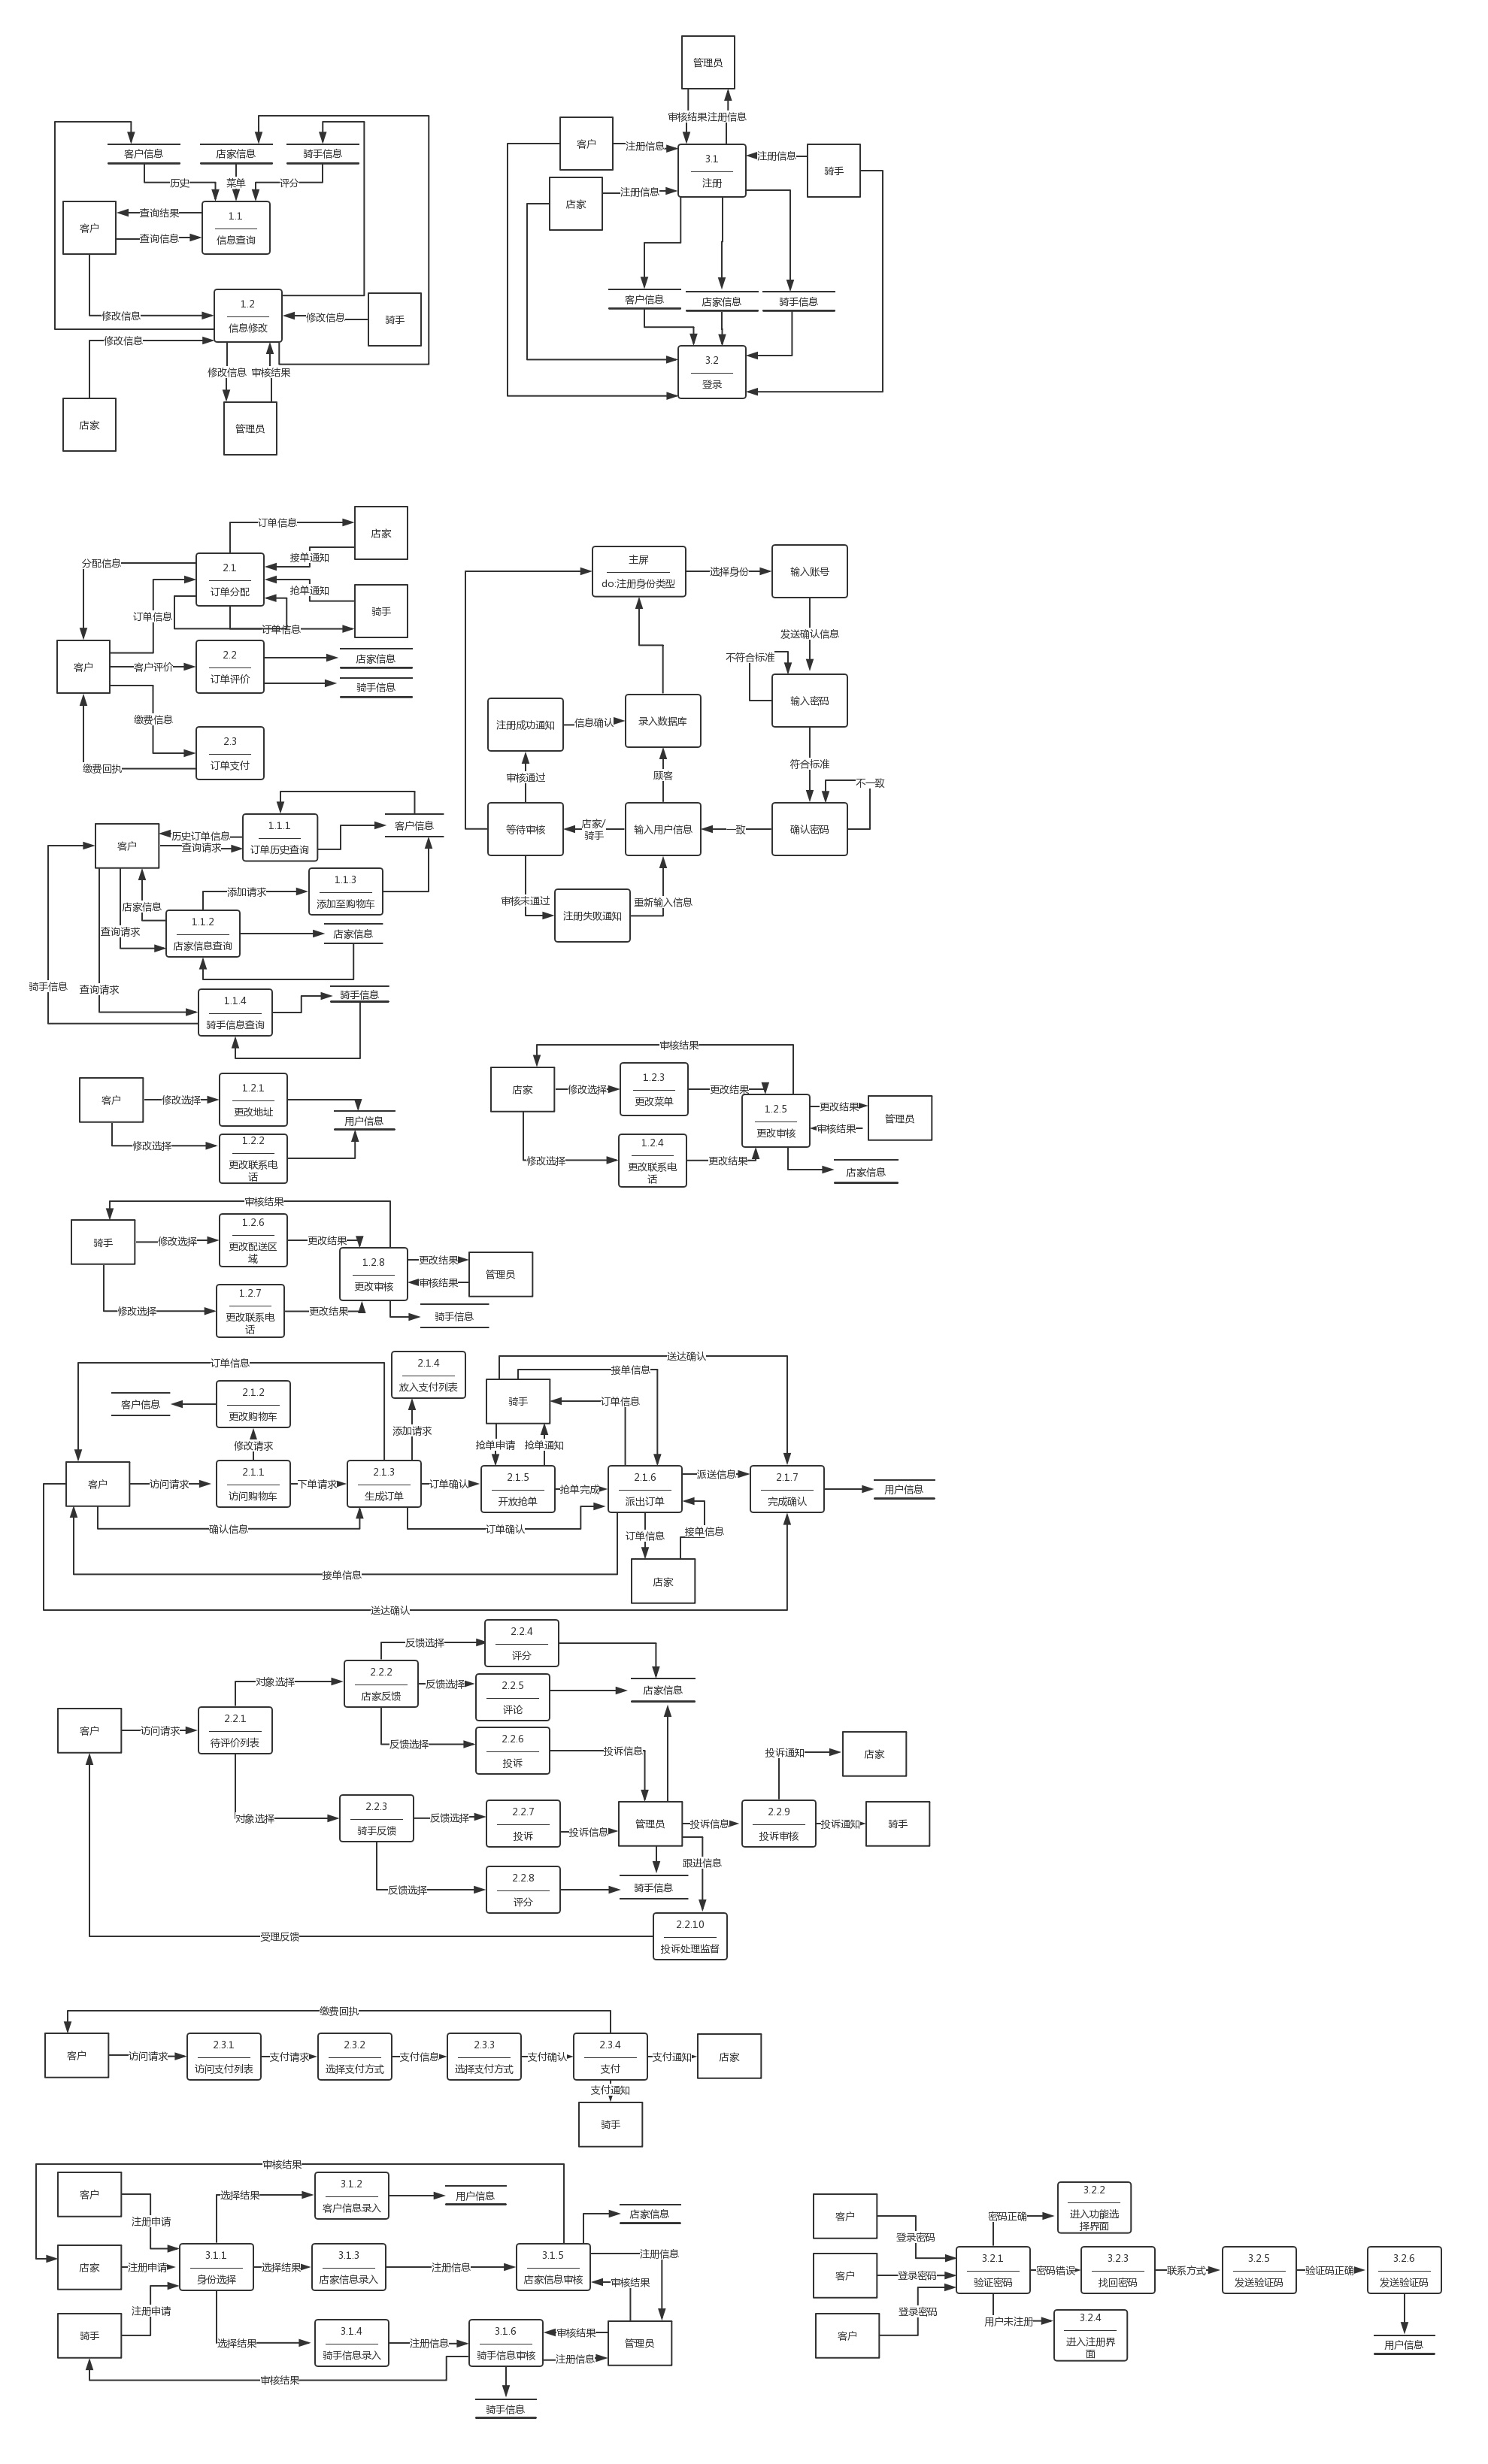 客户信息
店家信息
骑手信息
历史
菜单
评分
客户
查询结果
查询信息
1.1
信息查询
修改信息
1.2
信息修改
修改信息
骑手
修改信息
修改信息
审核结果
店家
管理员
管理员
审核结果
注册信息
客户
注册信息
3.1
注册
注册信息
骑手
店家
注册信息
客户信息
店家信息
骑手信息
3.2
登录
订单信息
店家
分配信息
2.1
订单分配
接单通知
抢单通知
骑手
订单信息
订单信息
客户
客户评价
2.2
订单评价
店家信息
骑手信息
缴费信息
2.3
订单支付
缴费回执
主屏
do:注册身份类型
选择身份
输入账号
发送确认信息
不符合标准
输入密码
注册成功通知
信息确认
录入数据库
符合标准
审核通过
顾客
不一致
等待审核
店家/
骑手
输入用户信息
一致
确认密码
审核未通过
注册失败通知
重新输入信息
客户
历史订单信息
查询请求
1.1.1
订单历史查询
客户信息
添加请求
1.1.3
添加至购物车
店家信息
查询请求
1.1.2
店家信息查询
店家信息
骑手信息
查询请求
1.1.4
骑手信息查询
骑手信息
客户
修改选择
1.2.1
更改地址
用户信息
修改选择
1.2.2
更改联系电
话
审核结果
店家
修改选择
1.2.3
更改菜单
更改结果
1.2.5
更改审核
更改结果
审核结果
管理员
修改选择
1.2.4
更改联系电
话
更改结果
店家信息
审核结果
骑手
修改选择
1.2.6
更改配送区
域
更改结果
1.2.8
更改审核
更改结果
审核结果
管理员
修改选择
1.2.7
更改联系电
话
更改结果
骑手信息
订单信息
2.1.4
放入支付列表
送达确认
接单信息
客户信息
2.1.2
更改购物车
骑手
订单信息
修改请求
添加请求
抢单申请
抢单通知
客户
访问请求
2.1.1
访问购物车
下单请求
2.1.3
生成订单
订单确认
2.1.5
开放抢单
抢单完成
2.1.6
派出订单
派送信息
2.1.7
完成确认
用户信息
确认信息
订单确认
订单信息
接单信息
接单信息
店家
送达确认
反馈选择
2.2.4
评分
对象选择
2.2.2
店家反馈
反馈选择
2.2.5
评论
店家信息
客户
访问请求
2.2.1
待评价列表
反馈选择
2.2.6
投诉
投诉信息
投诉通知
店家
对象选择
2.2.3
骑手反馈
反馈选择
2.2.7
投诉
投诉信息
管理员
投诉信息
2.2.9
投诉审核
投诉通知
骑手
跟进信息
反馈选择
2.2.8
评分
骑手信息
受理反馈
2.2.10
投诉处理监督
缴费回执
客户
访问请求
2.3.1
访问支付列表
支付请求
2.3.2
选择支付方式
支付信息
2.3.3
选择支付方式
支付确认
2.3.4
支付
支付通知
店家
支付通知
骑手
审核结果
客户
选择结果
3.1.2
客户信息录入
用户信息
店家信息
注册申请
店家
注册申请
3.1.1
身份选择
选择结果
3.1.3
店家信息录入
注册信息
3.1.5
店家信息审核
注册信息
审核结果
注册申请
骑手
选择结果
3.1.4
骑手信息录入
注册信息
3.1.6
骑手信息审核
审核结果
注册信息
管理员
审核结果
骑手信息
客户
登录密码
密码正确
3.2.2
进入功能选
择界面
客户
登录密码
3.2.1
验证密码
密码错误
3.2.3
找回密码
联系方式
3.2.5
发送验证码
验证码正确
3.2.6
发送验证码
客户
登录密码
用户未注册
3.2.4
进入注册界
面
用户信息